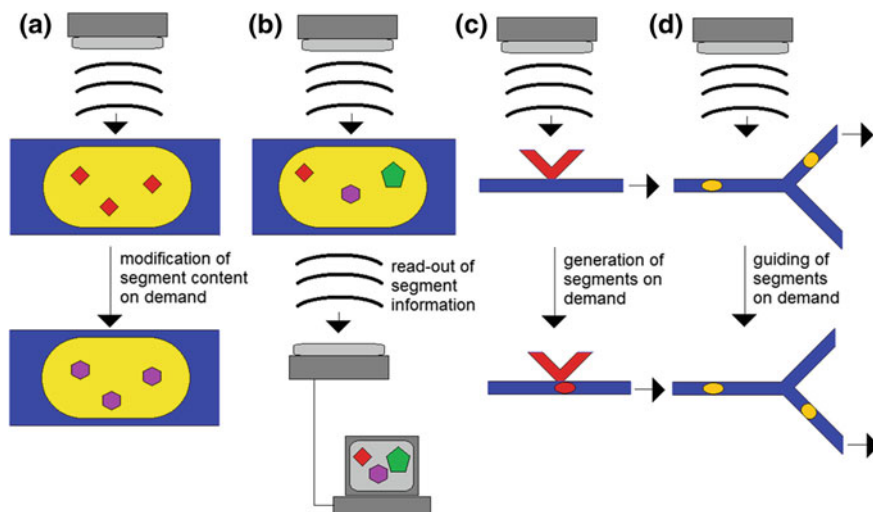 (a)
(b)
(c)
(d)
modification of
segment content
on demand
read-out of
segment
information
generation of
segments on
demand
guiding of
segments
on demand